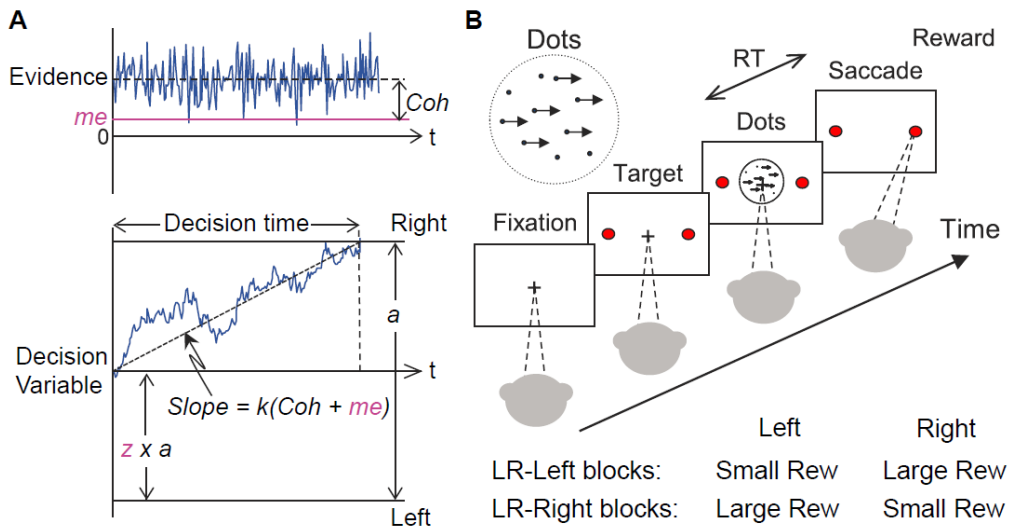 A
Evidence
Coh
me
0
t
Decision time
Right
a
Decision
Variable
t
Slope = k(Coh + me)
z x a
Left
B
Dots
RT
Reward
Saccade
Dots
Target
Fixation
Time
Left Right
LR-Left blocks: Small Rew Large Rew
LR-Right blocks: Large Rew Small Rew